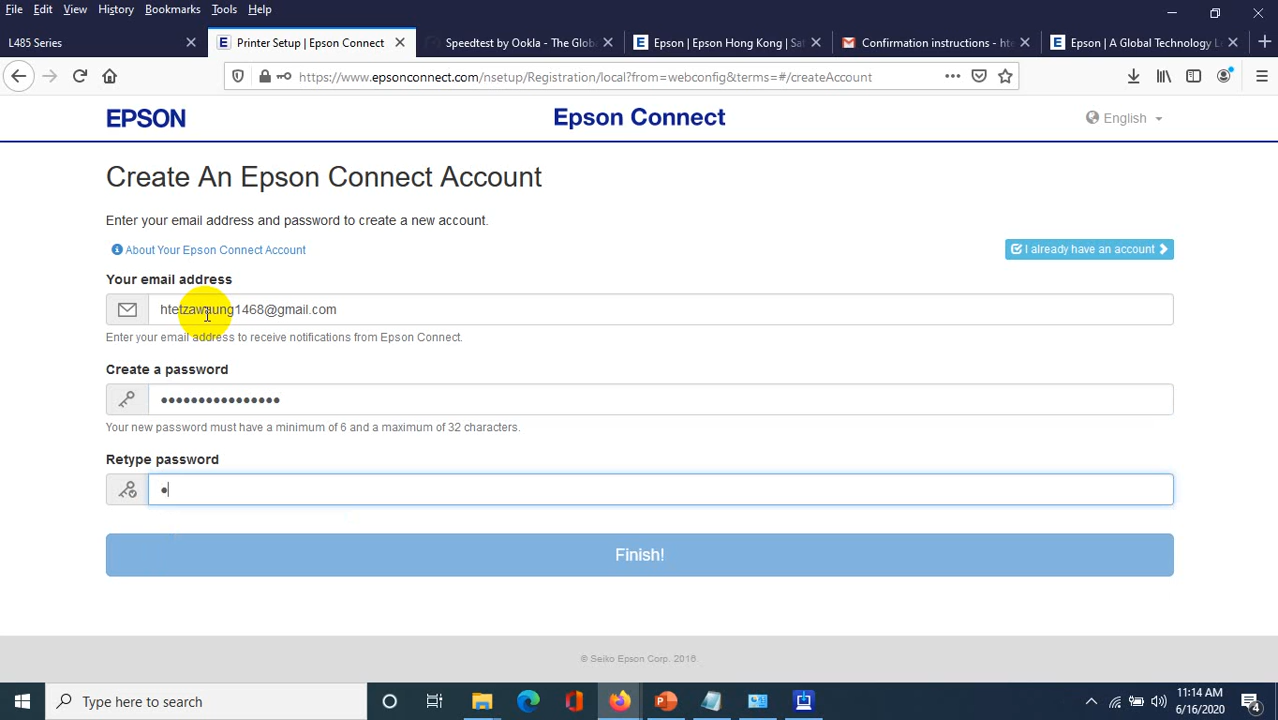 File Edit View History Bookmarks Tools Help
L485 Series
Printer Setup | Epson Connect
Speedtest by Ookla - The Glob
Epson | Epson Hong Kong | Sa
Confirmation instructions - hte
Epson | A Global Technology L
https://www.epsonconnect.com/nsetup/Registration/local?from=webconfig&terms=#/createAccount
EPSON
Epson Connect
English
Create An Epson Connect Account
Enter your email address and password to create a new account.
About Your Epson Connect Account
I already have an account
Your email address
htetzawaung1468@gmail.com
Enter your email address to receive notifications from Epson Connect.
Create a password
••••••••••••••••
Your new password must have a minimum of 6 and a maximum of 32 characters.
Retype password
•
Finish!
© Seiko Epson Corp. 2016
Type here to search
11:14 AM
6/16/2020
4